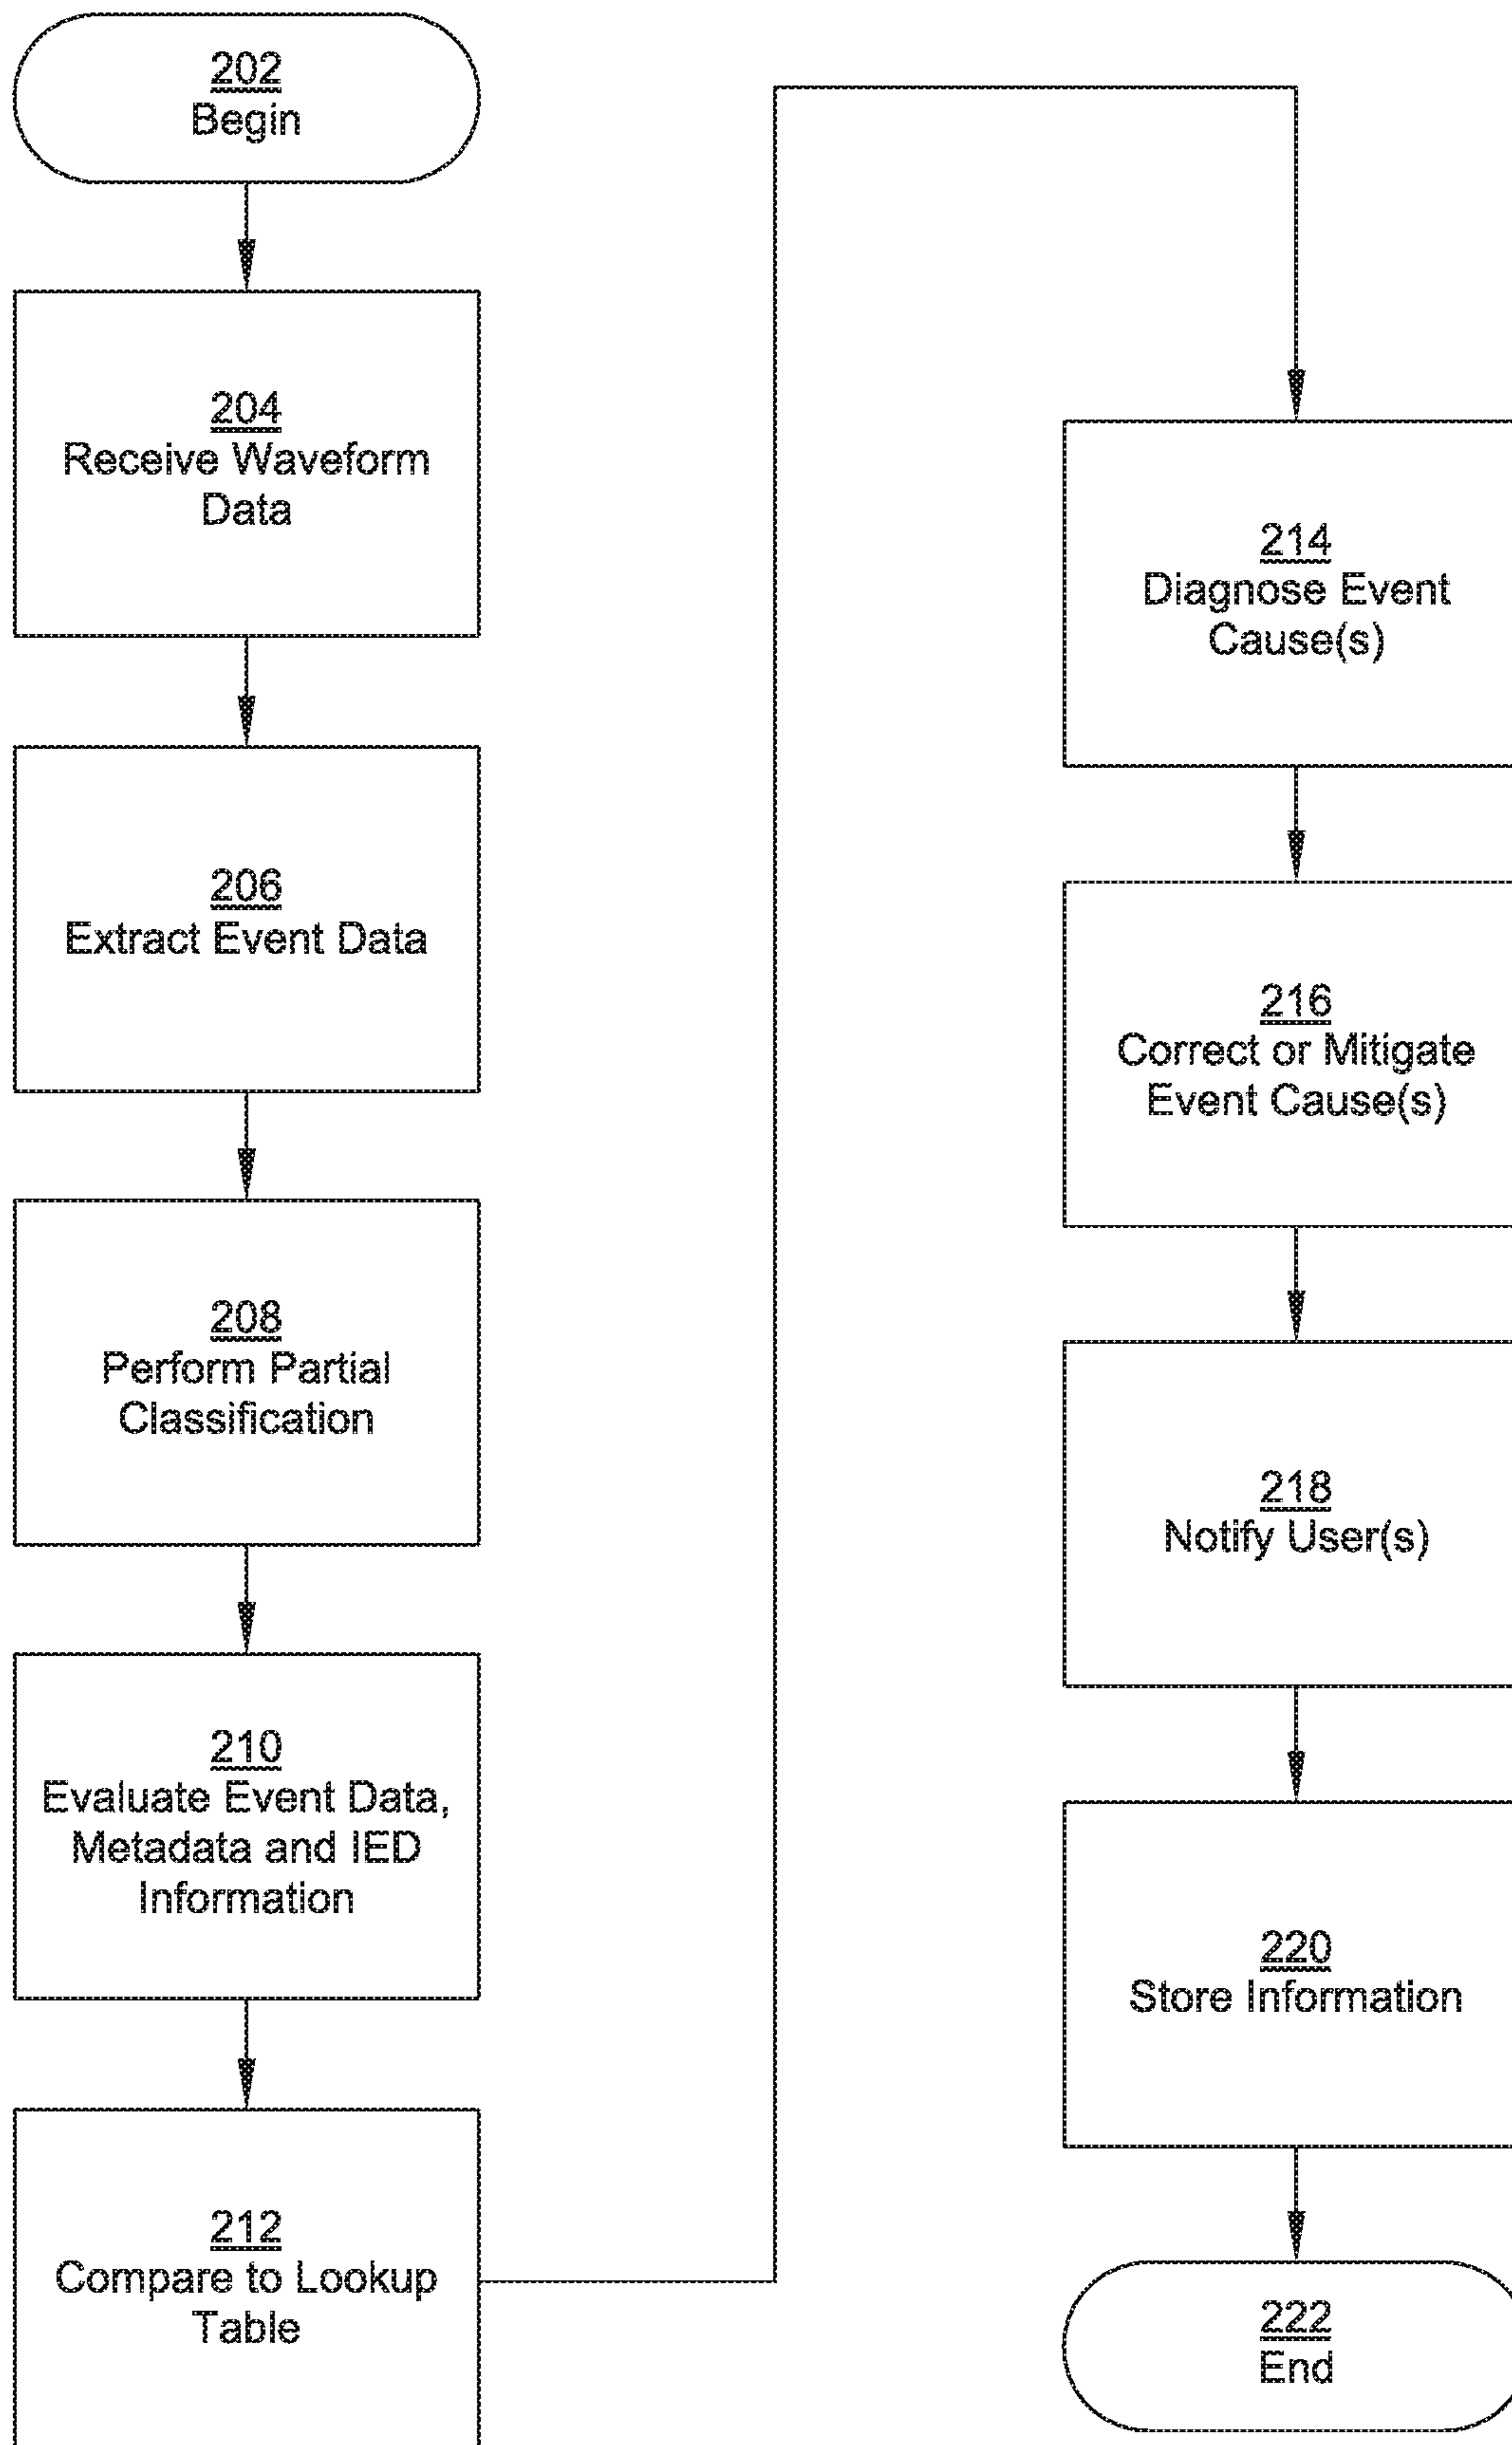 202
Begin
204
Receive Waveform
Data
206
Extract Event Data
208
Perform Partial
Classification
210
Evaluate Event Data,
Metadata and IED
Information
212
Compare to Lookup
Table
214
Diagnose Event
Cause(s)
216
Correct or Mitigate
Event Cause(s)
218
Notify User(s)
220
Store Information
222
End